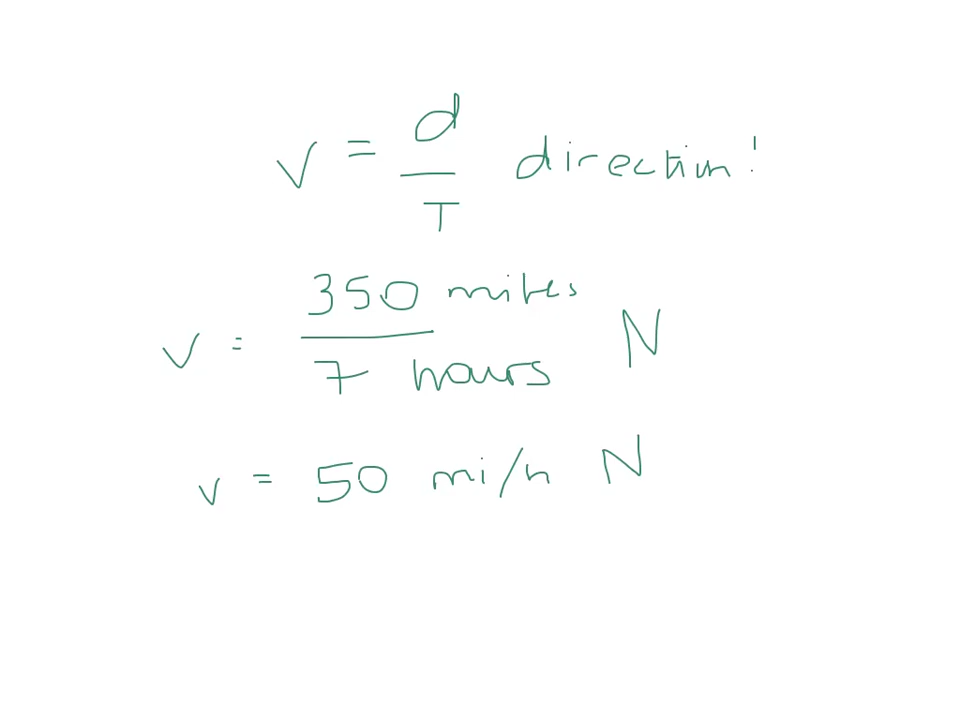 v = d/T direction!
v = 350 miles / 7 hours N
v = 50 mi/h N